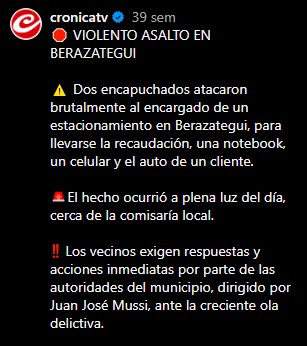 cronicatv 39 sem
🛑 VIOLENTO ASALTO EN
BERAZATEGUI
⚠️ Dos encapuchados atacaron
brutalmente al encargado de un
estacionamiento en Berazategui, para
llevarse la recaudación, una notebook,
un celular y el auto de un cliente.
🚨El hecho ocurrió a plena luz del día,
cerca de la comisaría local.
‼️ Los vecinos exigen respuestas y
acciones inmediatas por parte de las
autoridades del municipio, dirigido por
Juan José Mussi, ante la creciente ola
delictiva.